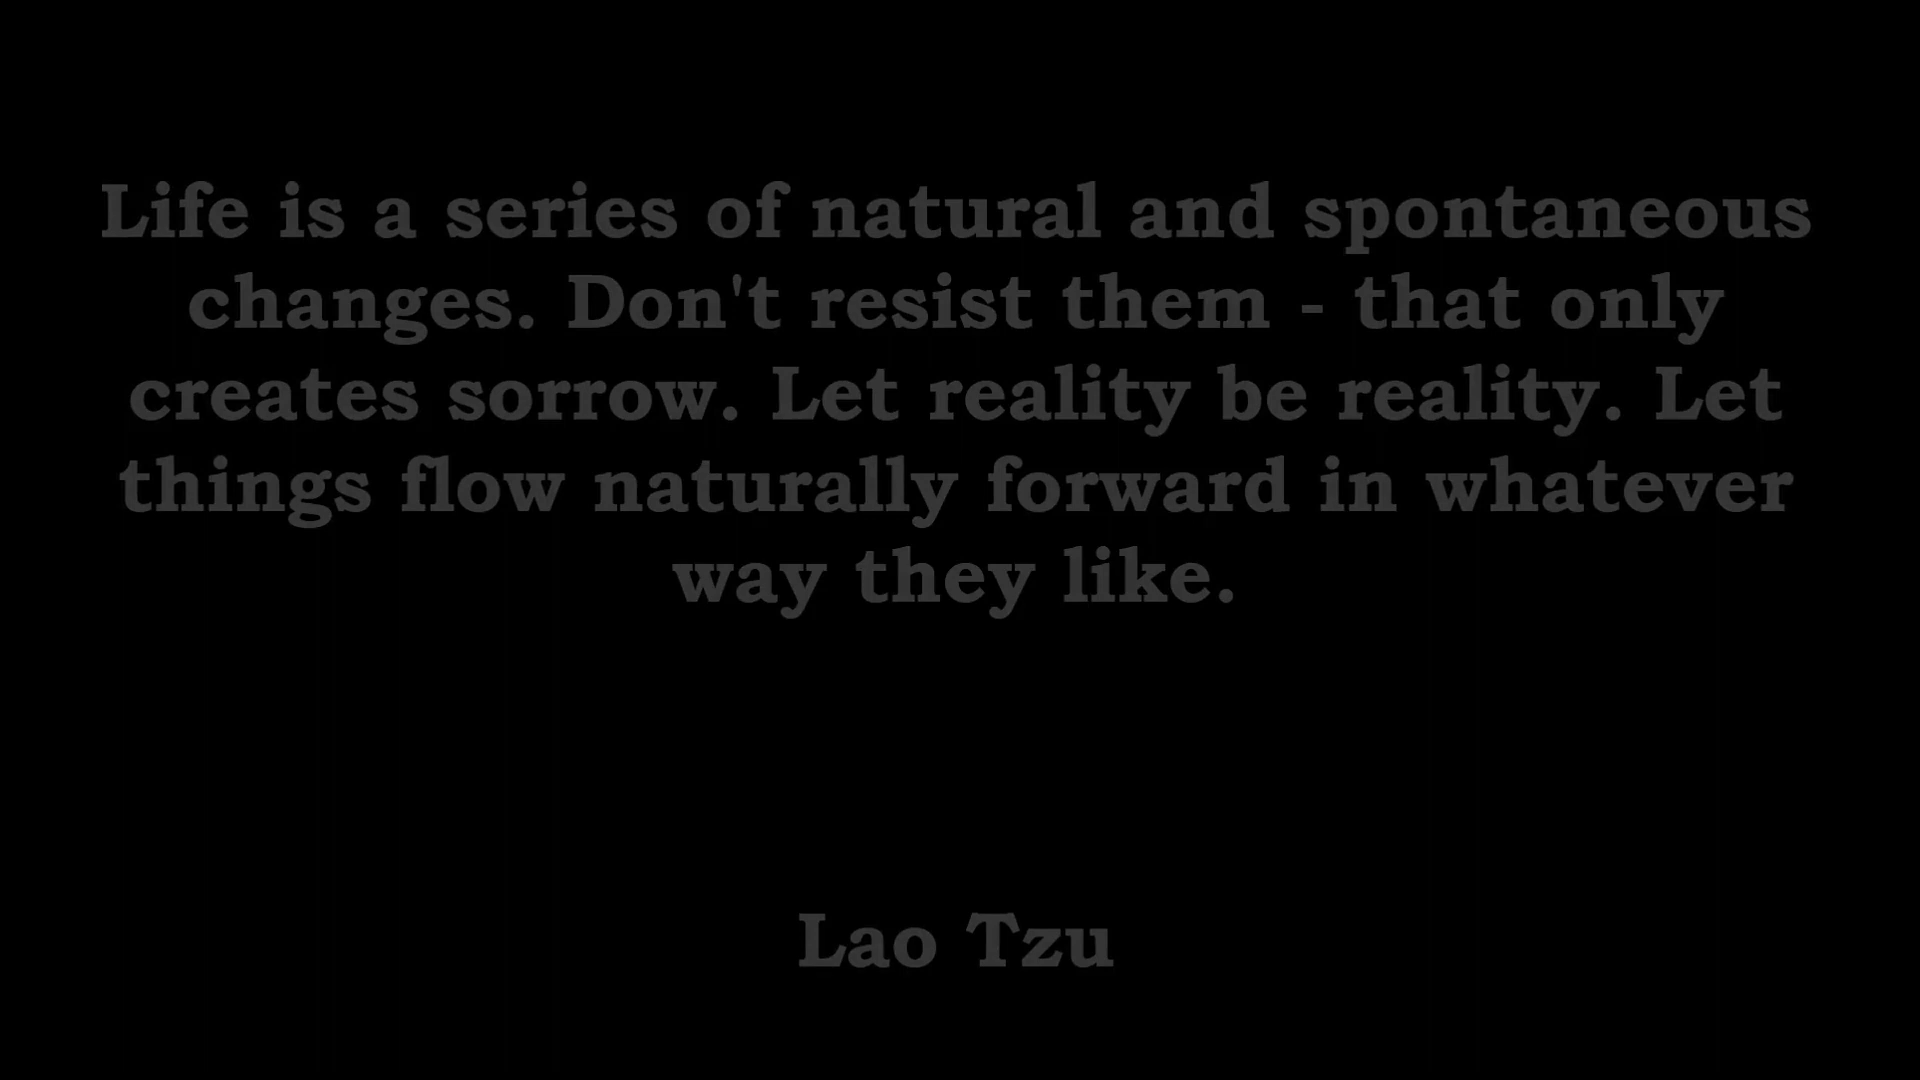 Life is a series of natural and spontaneous
changes. Don't resist them - that only
creates sorrow. Let reality be reality. Let
things flow naturally forward in whatever
way they like.
Lao Tzu